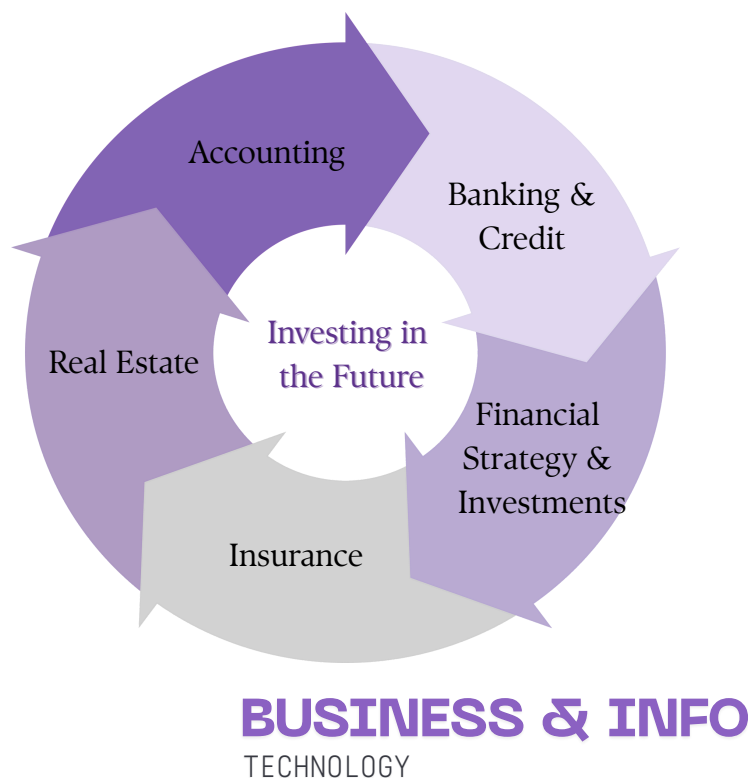 Accounting
Banking &
Credit
Financial
Strategy &
Investments
Insurance
Real Estate
Investing in
the Future
BUSINESS & INFO
TECHNOLOGY